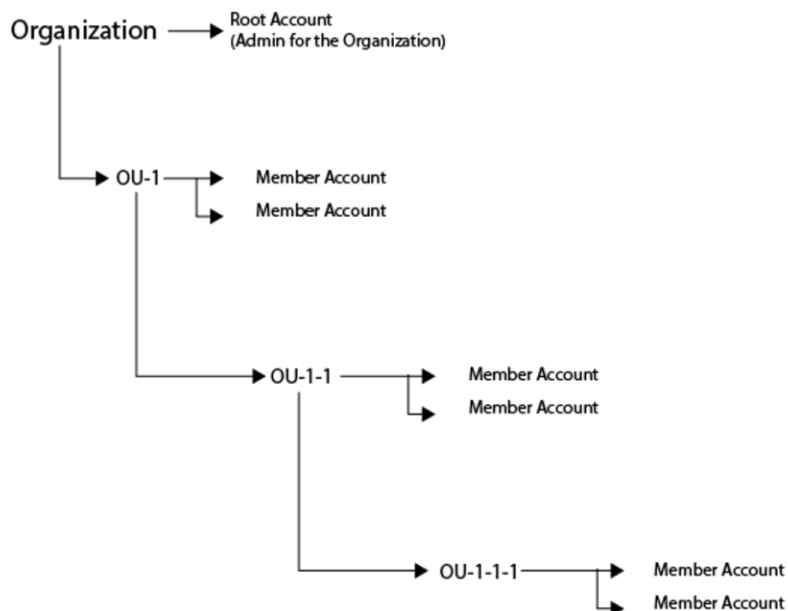 Organization
Root Account
(Admin for the Organization)
OU-1
Member Account
Member Account
OU-1-1
Member Account
Member Account
OU-1-1-1
Member Account
Member Account